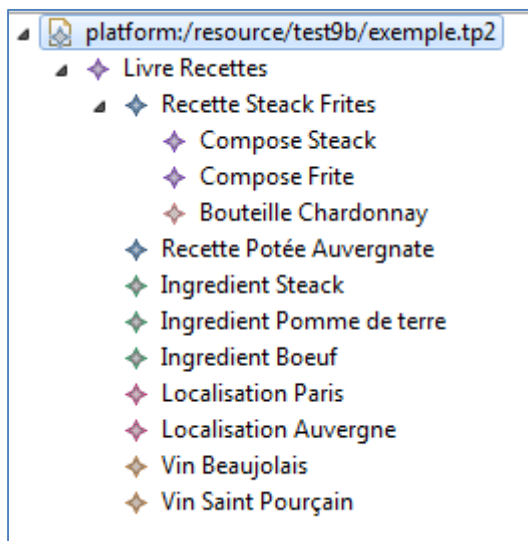 platform:/resource/test9b/exemple.tp2
Livre Recettes
Recette Steack Frites
Compose Steack
Compose Frite
Bouteille Chardonnay
Recette Potée Auvergnate
Ingredient Steack
Ingredient Pomme de terre
Ingredient Boeuf
Localisation Paris
Localisation Auvergne
Vin Beaujolais
Vin Saint Pourçain